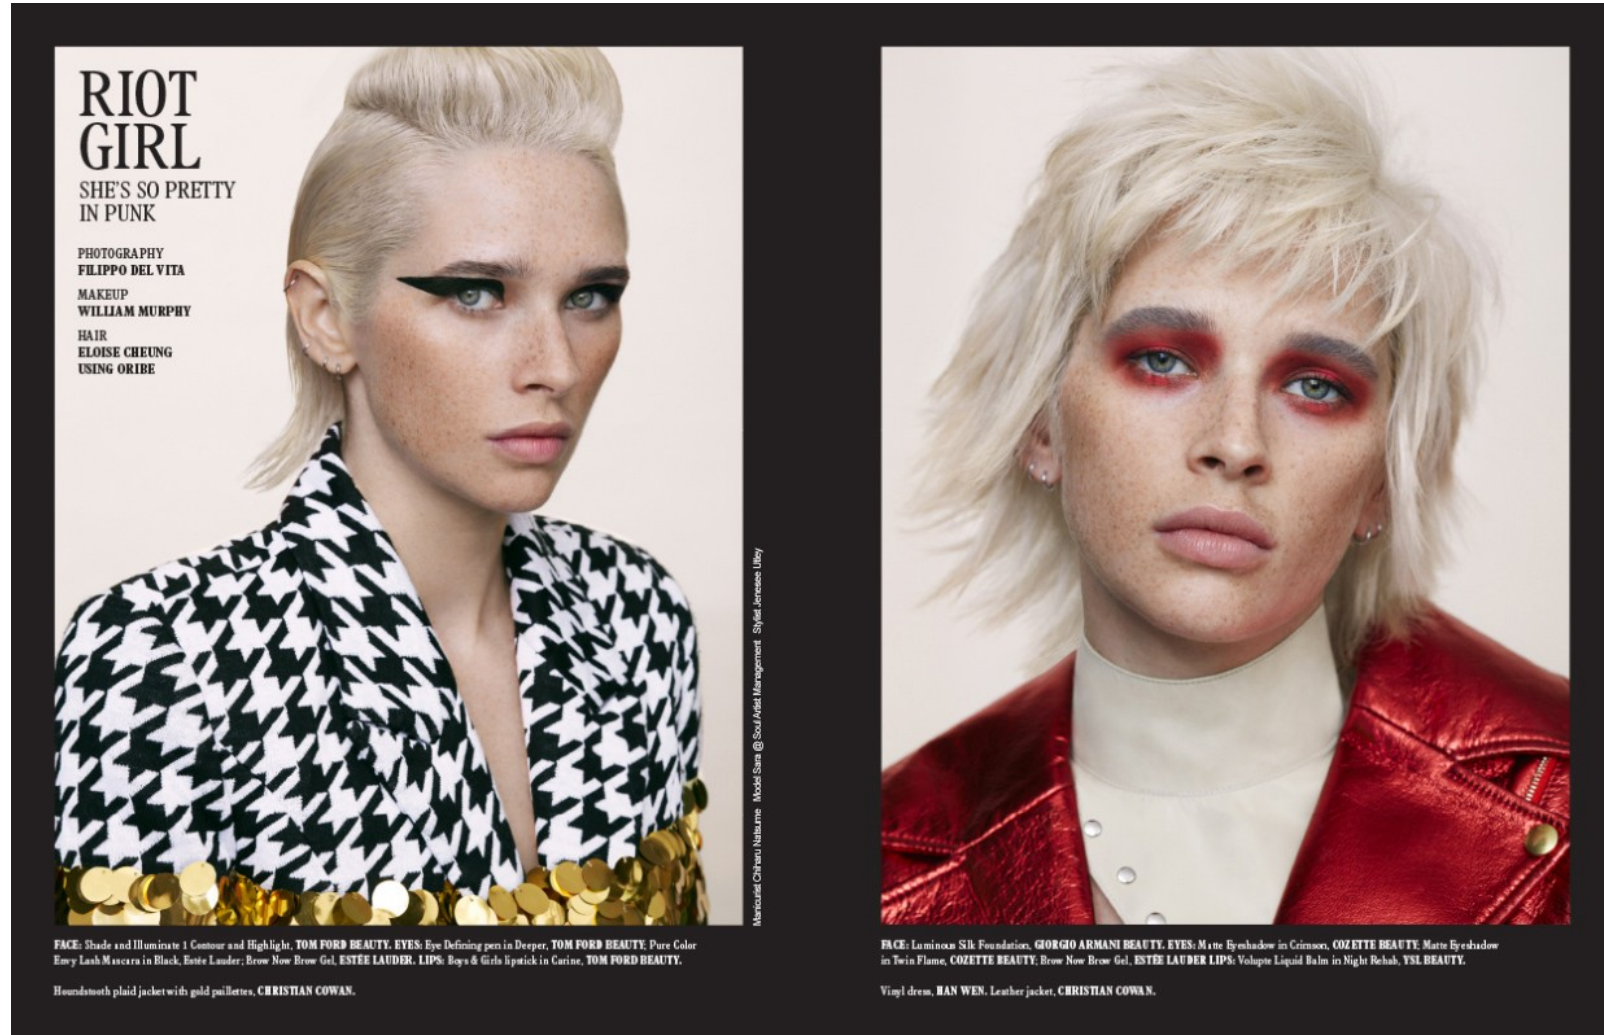 RIOT
GIRL
SHE'S SO PRETTY
IN PUNK
PHOTOGRAPHY
FILIPPO DEL VITA
MAKEUP
WILLIAM MURPHY
HAIR
ELOISE CHEUNG
USING ORIBE
Manicurist Chiharu Natsume Model Sara @ Soul Artist Management Stylist Jenesee Utley
FACE: Shade and Illuminate 1 Contour and Highlight, TOM FORD BEAUTY. EYES: Eye Defining pen in Deeper, TOM FORD BEAUTY; Pure Color
Envy Lash Mascara in Black, Estée Lauder; Brow Now Brow Gel, ESTÉE LAUDER. LIPS: Boys & Girls lipstick in Carine, TOM FORD BEAUTY.
Houndstooth plaid jacket with gold paillettes, CHRISTIAN COWAN.
FACE: Luminous Silk Foundation, GIORGIO ARMANI BEAUTY. EYES: Matte Eyeshadow in Crimson, COZETTE BEAUTY; Matte Eyeshadow
in Twin Flame, COZETTE BEAUTY; Brow Now Brow Gel, ESTÉE LAUDER LIPS: Volupte Liquid Balm in Night Rehab, YSL BEAUTY.
Vinyl dress, HAN WEN. Leather jacket, CHRISTIAN COWAN.